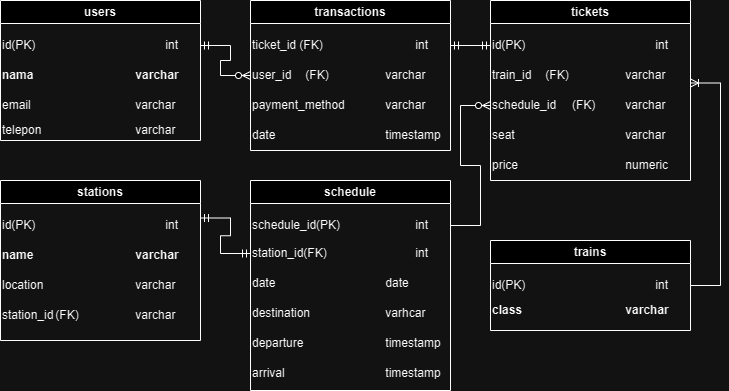 users
id(PK) int
nama varchar
email varchar
telepon varchar
transactions
ticket_id (FK) int
user_id (FK) varchar
payment_method varchar
date timestamp
tickets
id(PK) int
train_id (FK) varchar
schedule_id (FK) varchar
seat varchar
price numeric
stations
id(PK) int
name varchar
location varchar
station_id (FK) varchar
schedule
schedule_id(PK) int
station_id(FK) int
date date
destination varhcar
departure timestamp
arrival timestamp
trains
id(PK) int
class varchar